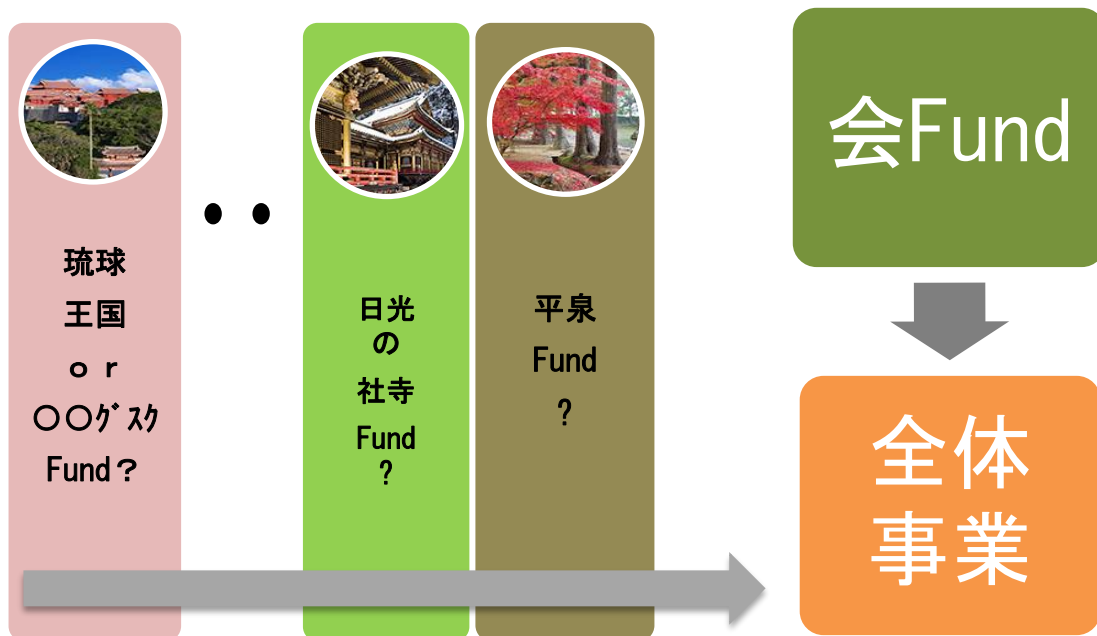 琉球
王国
ｏｒ
〇〇ｸﾞｽｸ
Fund？
・・
日光
の
社寺
Fund
?
平泉
Fund
?
会Fund
全体
事業